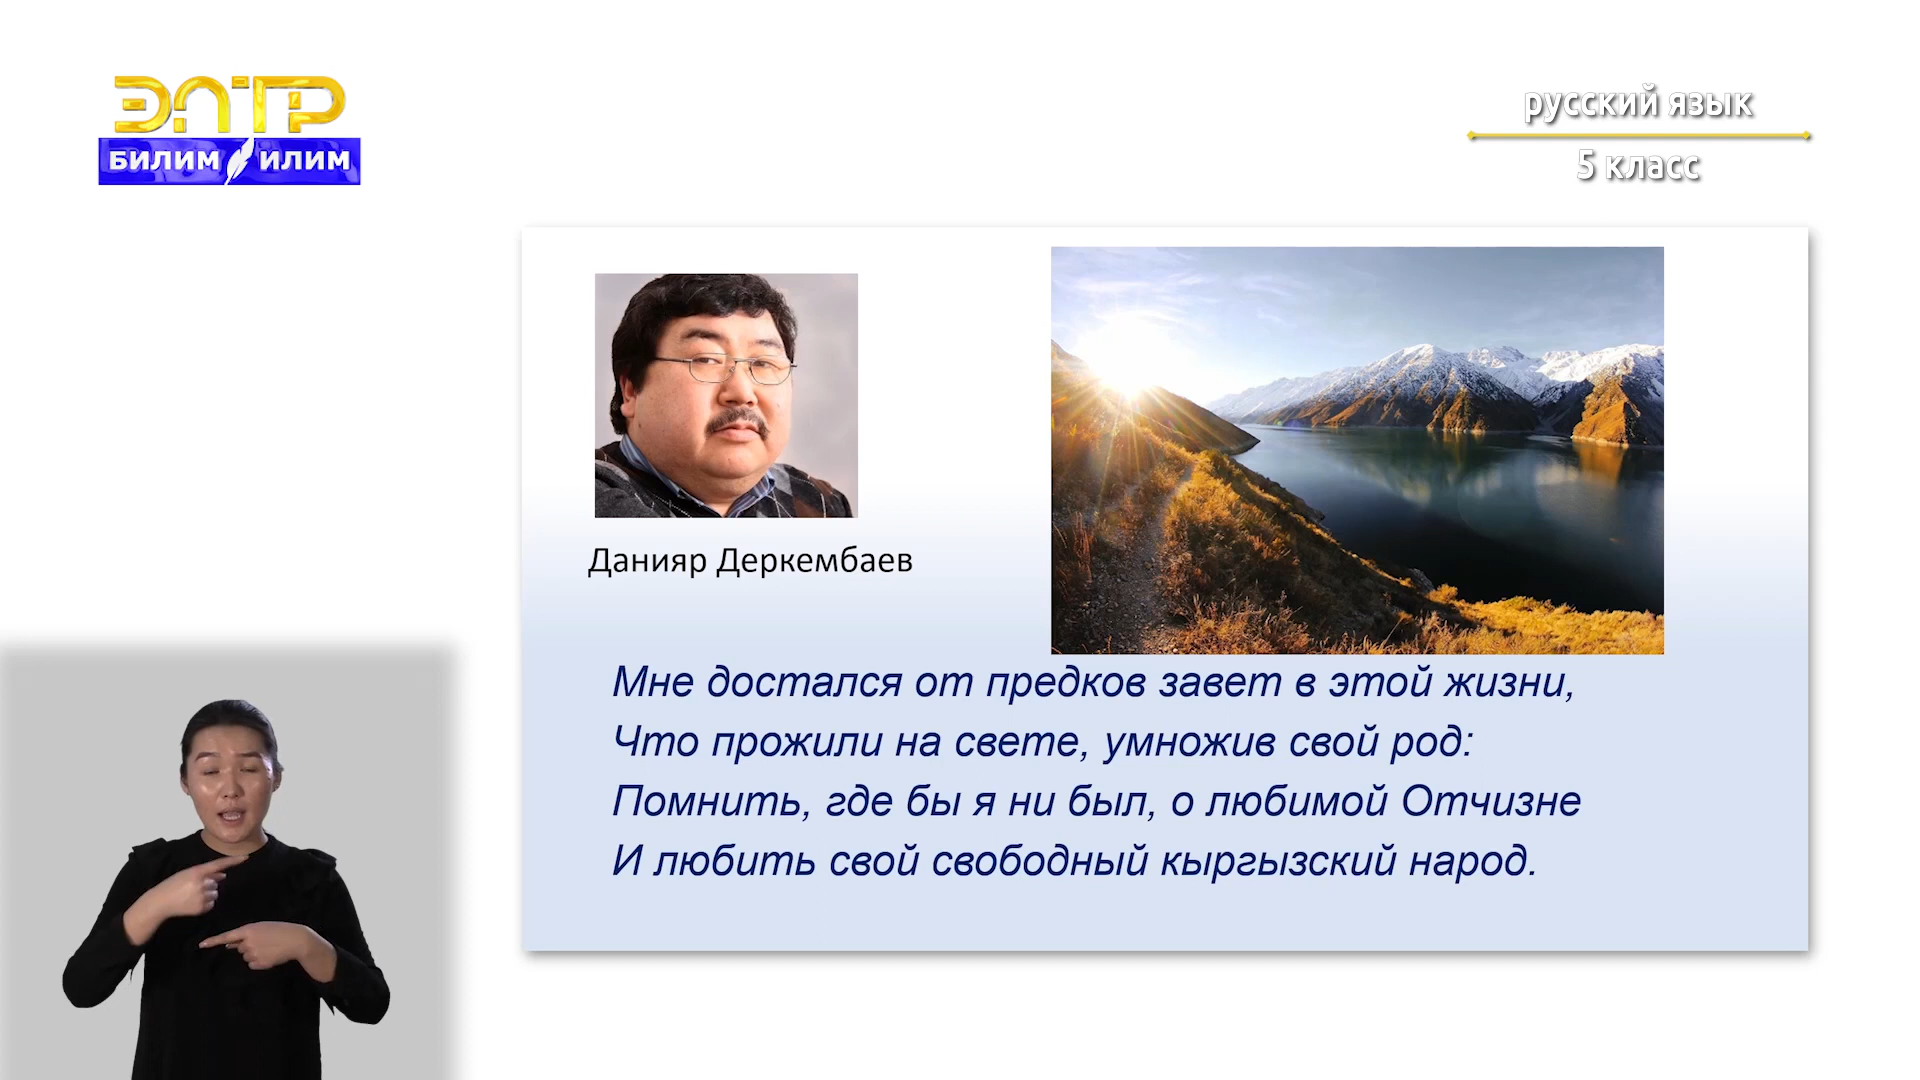 ЭЛТР
БИЛИМ ИЛИМ
русский язык
5 класс
Данияр Деркембаев
Мне достался от предков завет в этой жизни,
Что прожили на свете, умножив свой род:
Помнить, где бы я ни был, о любимой Отчизне
И любить свой свободный кыргызский народ.